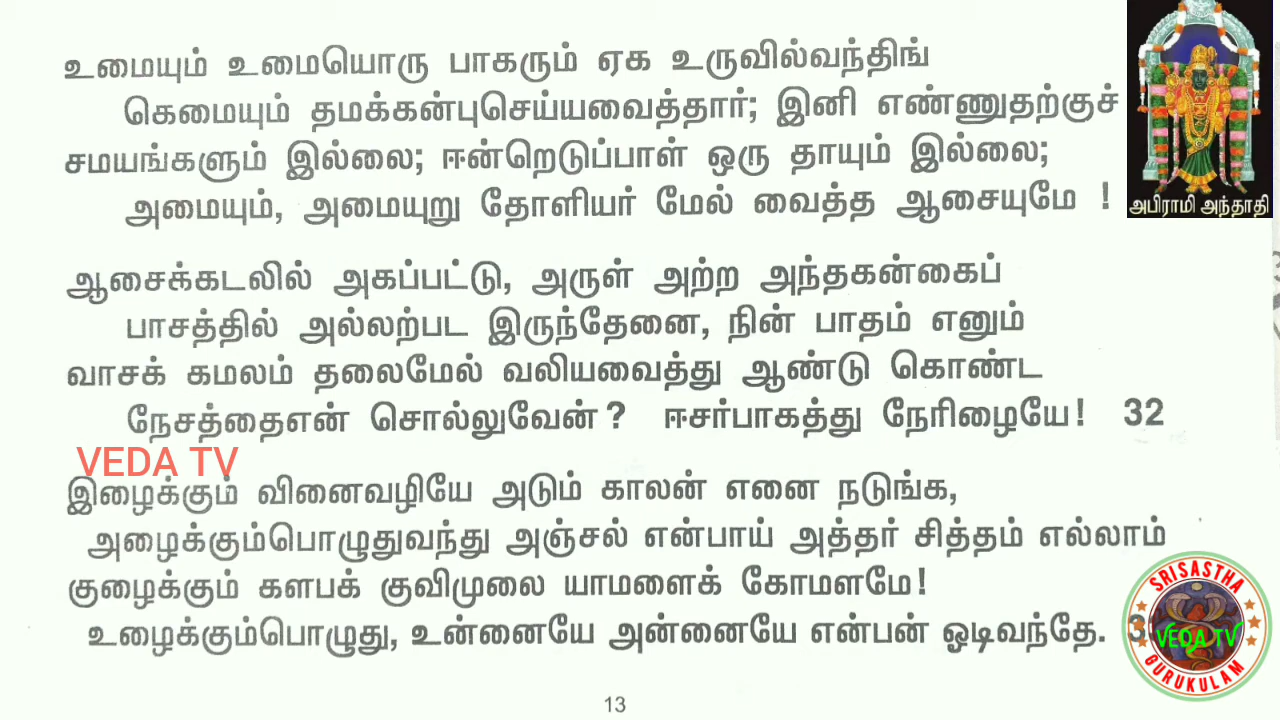 உமையும் உமையொரு பாகரும் ஏக உருவில்வந்திங்
கெமையும் தமக்கன்புசெய்யவைத்தார்; இனி எண்ணுதற்குச்
சமயங்களும் இல்லை; ஈன்றெடுப்பாள் ஒரு தாயும் இல்லை;
அமையும், அமையுறு தோளியர் மேல் வைத்த ஆசையுமே !
அபிராமி அந்தாதி
ஆசைக்கடலில் அகப்பட்டு, அருள் அற்ற அந்தகன்கைப்
பாசத்தில் அல்லற்பட இருந்தேனை, நின் பாதம் எனும்
வாசக் கமலம் தலைமேல் வலியவைத்து ஆண்டு கொண்ட
நேசத்தைஎன் சொல்லுவேன் ? ஈசர்பாகத்து நேரிழையே! 32
VEDA TV
இழைக்கும் வினைவழியே அடும் காலன் எனை நடுங்க,
அழைக்கும்பொழுதுவந்து அஞ்சல் என்பாய் அத்தர் சித்தம் எல்லாம்
குழைக்கும் களபக் குவிமுலை யாமளைக் கோமளமே!
உழைக்கும்பொழுது, உன்னையே அன்னையே என்பன் ஓடிவந்தே.
SRISASTHA
VEDA TV
GURUKULAM
13